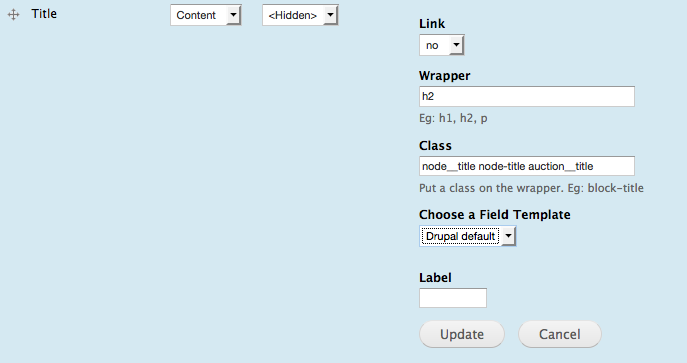 Title Content <Hidden>
Link
no
Wrapper
h2
Eg: h1, h2, p
Class
node__title node-title auction__title
Put a class on the wrapper. Eg: block-title
Choose a Field Template
Drupal default
Label
Update Cancel